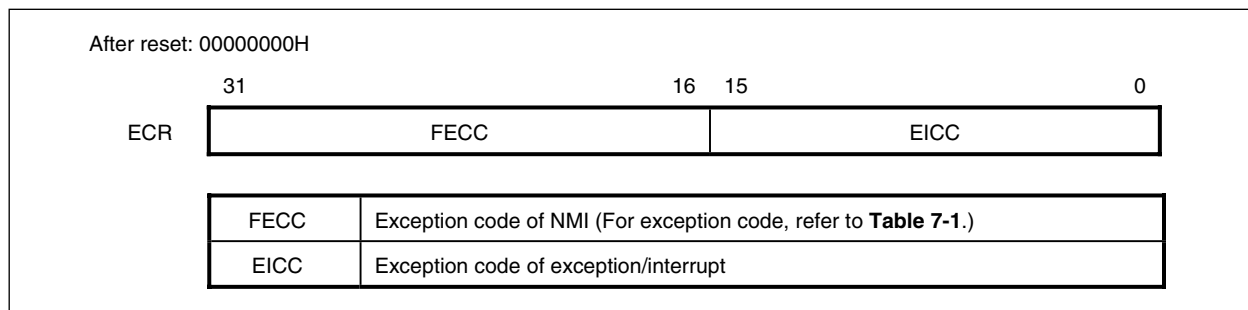 After reset: 00000000H
31 16 15 0
ECR FECC EICC
FECC Exception code of NMI (For exception code, refer to Table 7-1.)
EICC Exception code of exception/interrupt